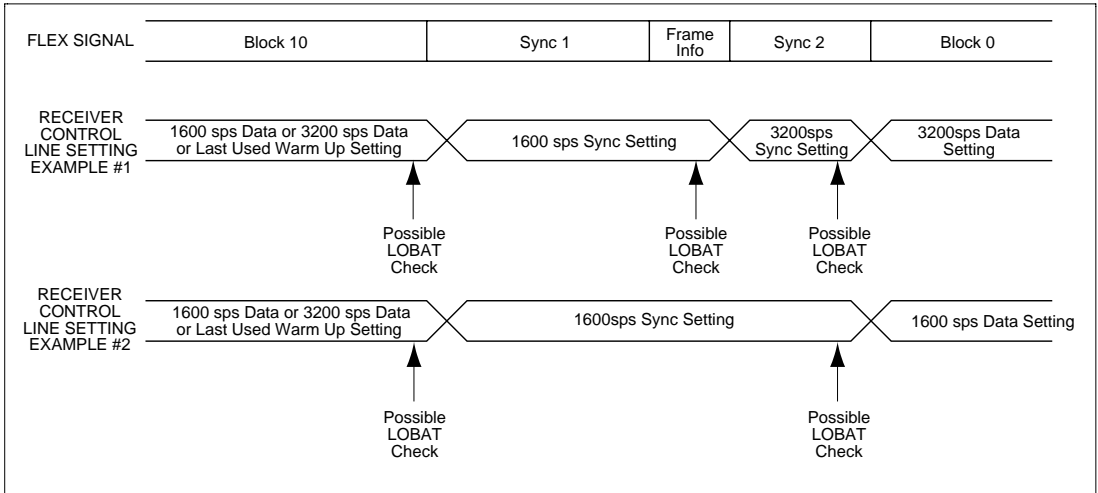 FLEX SIGNAL
Block 10
Sync 1
Frame
Info
Sync 2
Block 0
RECEIVER
CONTROL
LINE SETTING
EXAMPLE #1
1600 sps Data or 3200 sps Data
or Last Used Warm Up Setting
1600 sps Sync Setting
3200sps
Sync Setting
3200sps Data
Setting
Possible
LOBAT
Check
Possible
LOBAT
Check
Possible
LOBAT
Check
RECEIVER
CONTROL
LINE SETTING
EXAMPLE #2
1600 sps Data or 3200 sps Data
or Last Used Warm Up Setting
1600sps Sync Setting
1600 sps Data Setting
Possible
LOBAT
Check
Possible
LOBAT
Check